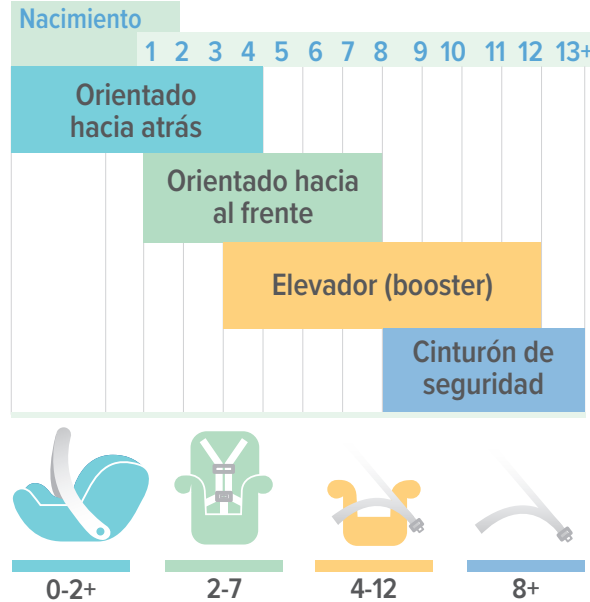 Nacimiento
1 2 3 4 5 6 7 8 9 10 11 12 13+
Orientado
hacia atrás
Orientado hacia
al frente
Elevador (booster)
Cinturón de
seguridad
0-2+ 2-7 4-12 8+